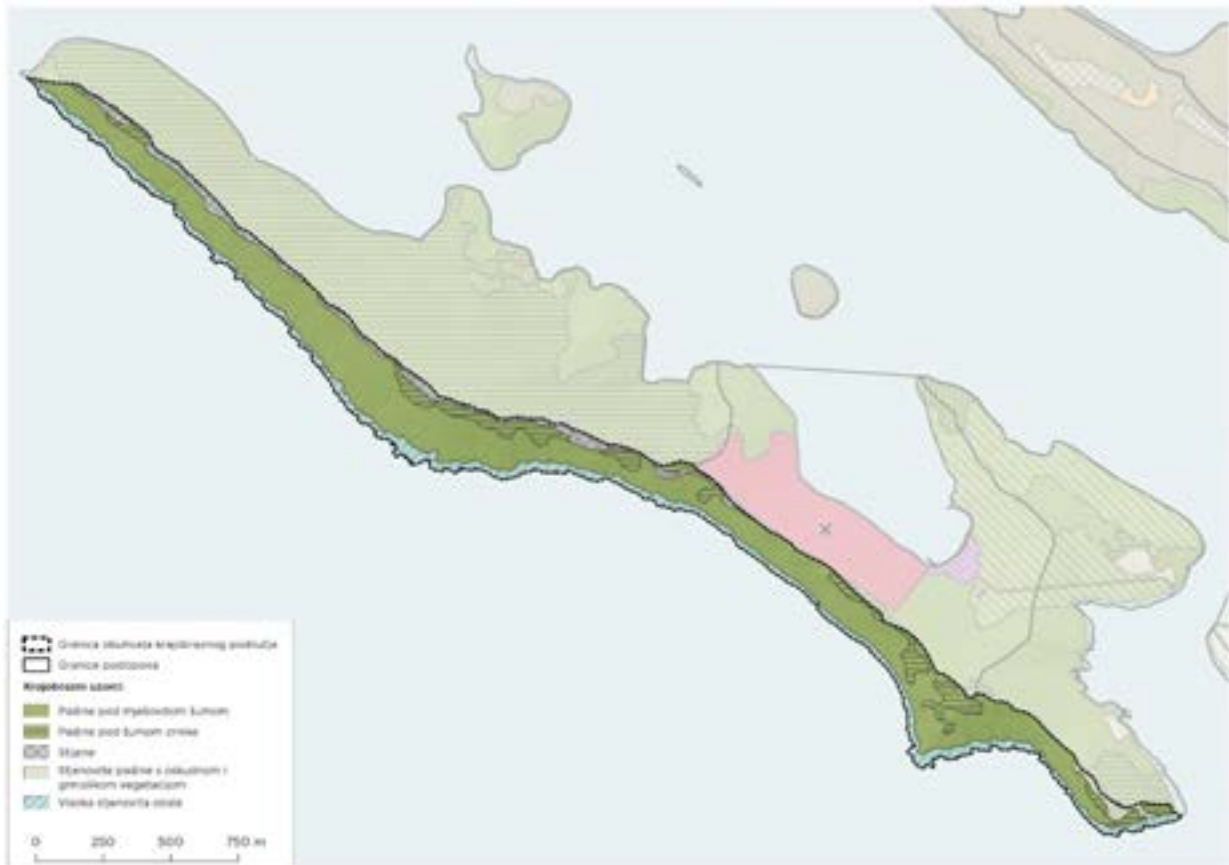 Granica obuhvata krajobraznog područja
Granice podtipova
Krajobrazni uzorci
Padine pod mješovitom šumom
Padine pod šumom crnike
Stijene
Stjenovite padine s oskudnom i
grmolikom vegetacijom
Visoka stjenovita obala
0 250 500 750 m